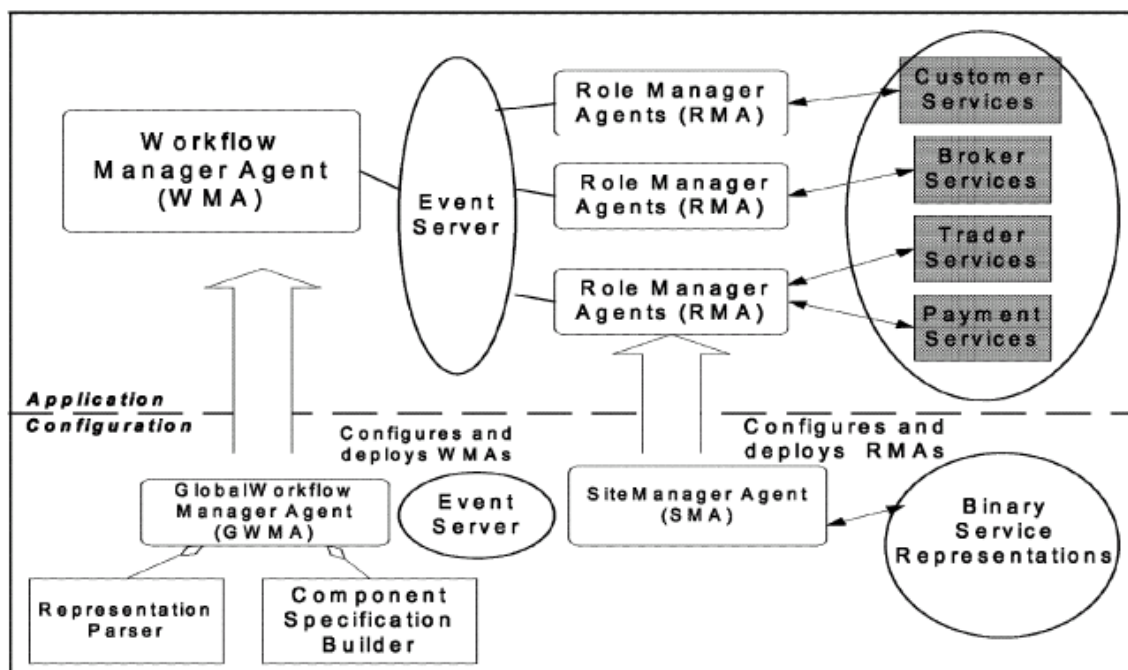 Workflow
Manager Agent
(WMA)
Event
Server
Role Manager
Agents (RMA)
Role Manager
Agents (RMA)
Role Manager
Agents (RMA)
Customer
Services
Broker
Services
Trader
Services
Payment
Services
Application
Configuration
Configures and
deploys WMAs
Configures and
deploys RMAs
GlobalWorkflow
Manager Agent
(GWMA)
Event
Server
SiteManager Agent
(SMA)
Binary
Service
Representations
Representation
Parser
Component
Specification
Builder